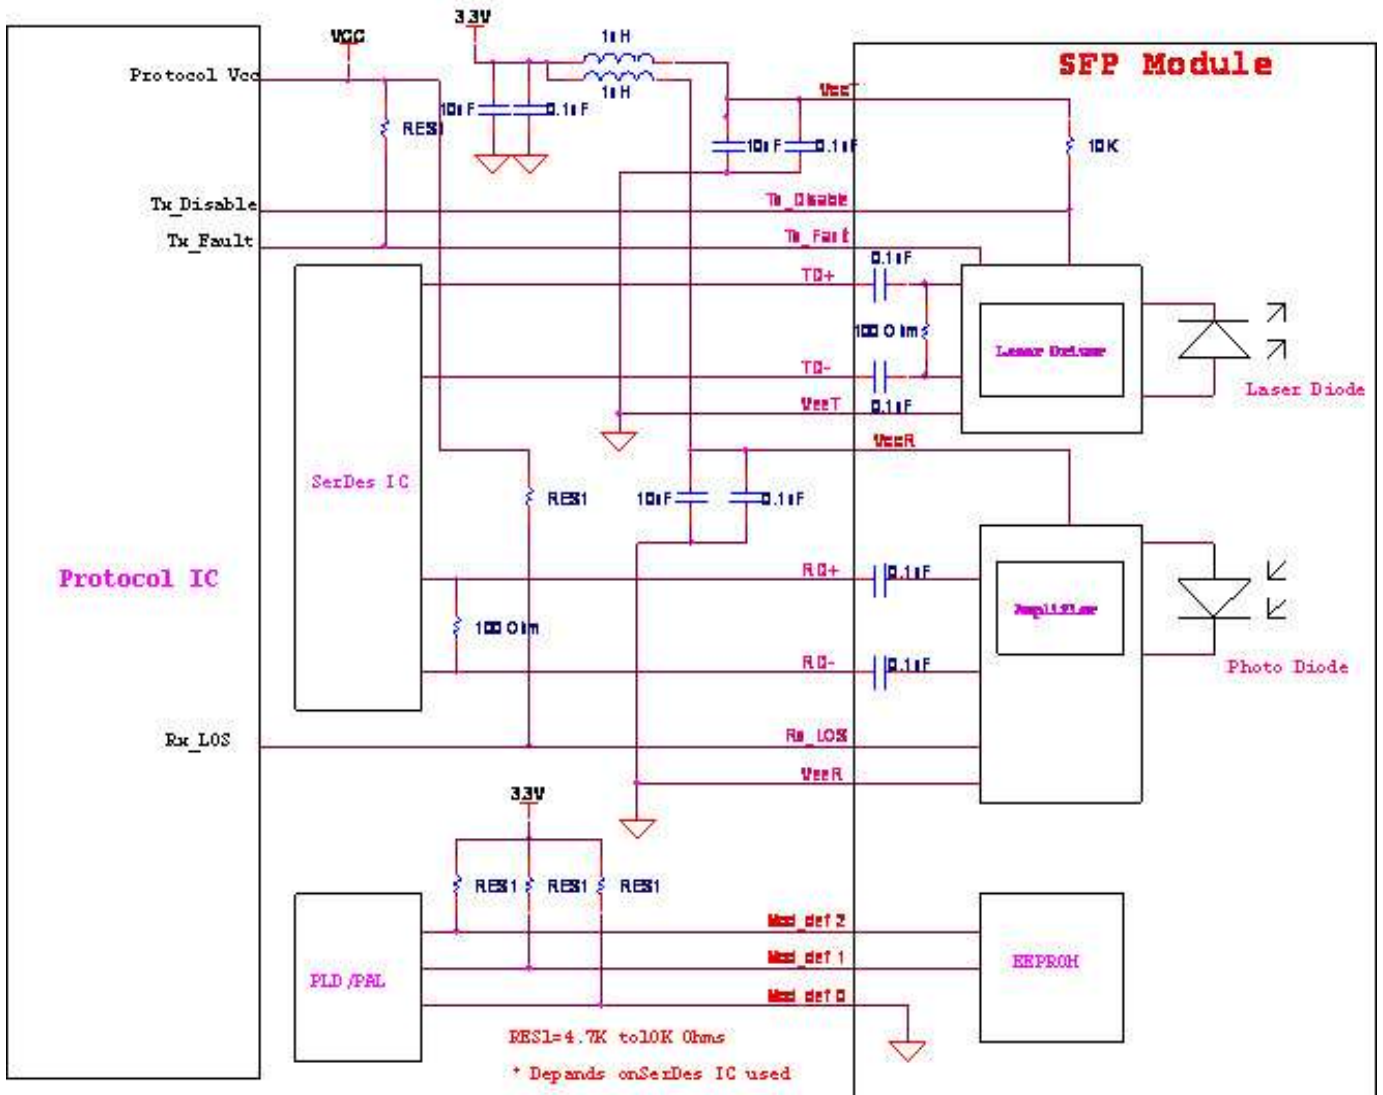 3.3V
VCC
1uH
SFP Module
Protocol Vcc
1uH
VccT
10uF
0.1uF
RES1
10uF
0.1uF
10K
Tx_Disable
Tx_Disable
Tx_Fault
Tx_Fault
0.1uF
TD+
100 Ohm
Laser Driver
TD-
Laser Diode
VeeT
0.1uF
VccR
SerDes IC
RES1
10uF
0.1uF
Protocol IC
RD+
0.1uF
Amplifier
100 Ohm
RD-
0.1uF
Photo Diode
Rx_LOS
Rx_LOS
VeeR
3.3V
RES1
RES1
RES1
Mod_def 2
Mod_def 1
EEPROM
PLD/PAL
Mod_def 0
RES1=4.7K to10K Ohms
* Depands onSerDes IC used